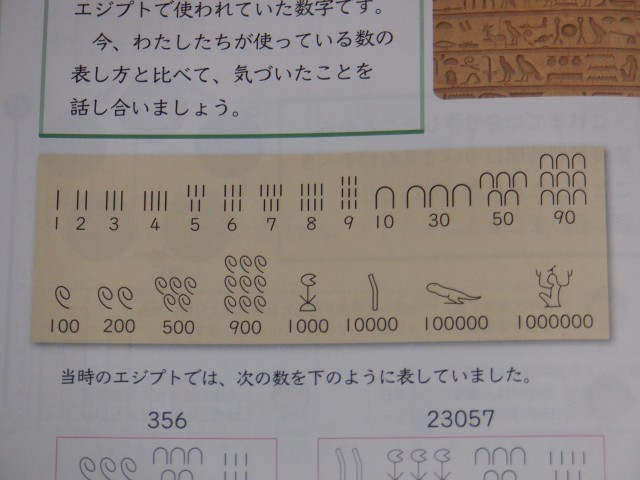 エジプトで使われていた数字です。
今、わたしたちが使っている数の
表し方と比べて、気づいたことを
話し合いましょう。
1 2 3 4 5 6 7 8 9 10 30 50 90
100 200 500 900 1000 10000 100000 1000000
当時のエジプトでは、次の数を下のように表していました。
356 23057